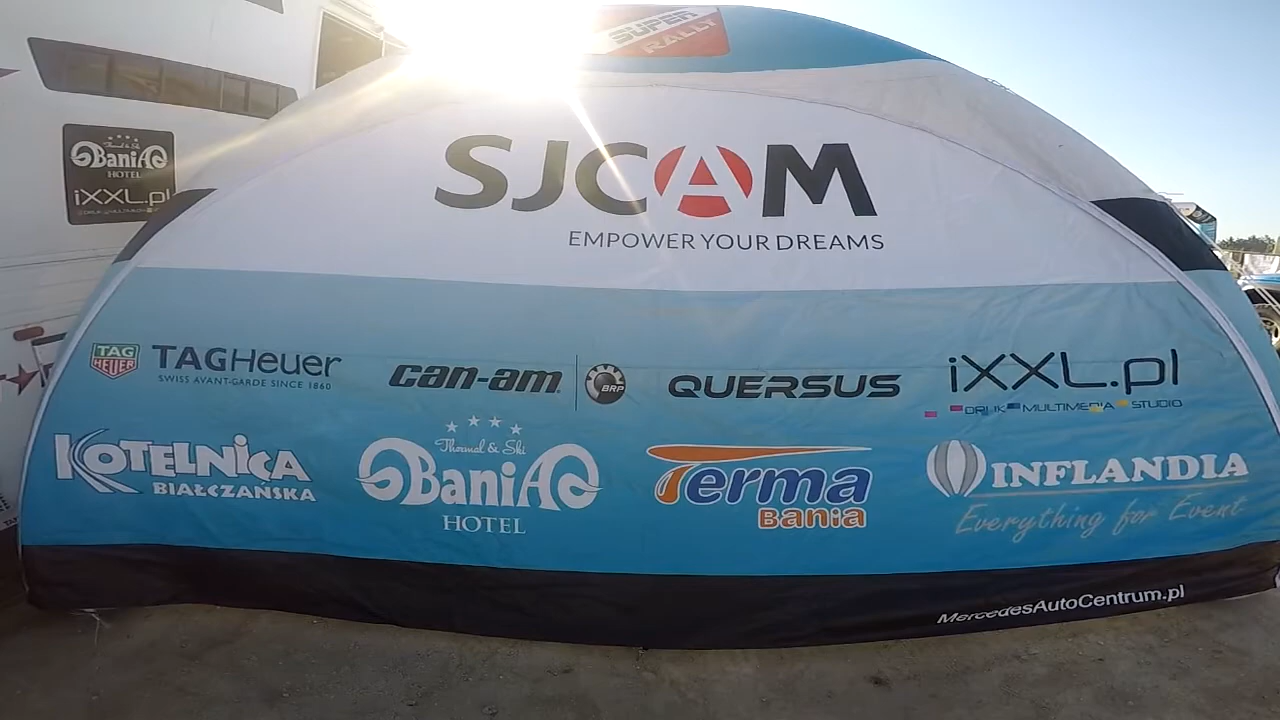 SUPER
RALLY
Thermal & Ski
BaniA
HOTEL
iXXL.pl
SJCAM
EMPOWER YOUR DREAMS
TAG
HEUER
TAGHeuer
SWISS AVANT-GARDE SINCE 1860
can-am
BRP
QUERSUS
iXXL.pl
DRUK MULTIMEDIA STUDIO
KOTELNICA
BIAŁCZAŃSKA
Thermal & Ski
BaniA
HOTEL
Terma
Bania
INFLANDIA
Everything for Event
MercedesAutoCentrum.pl